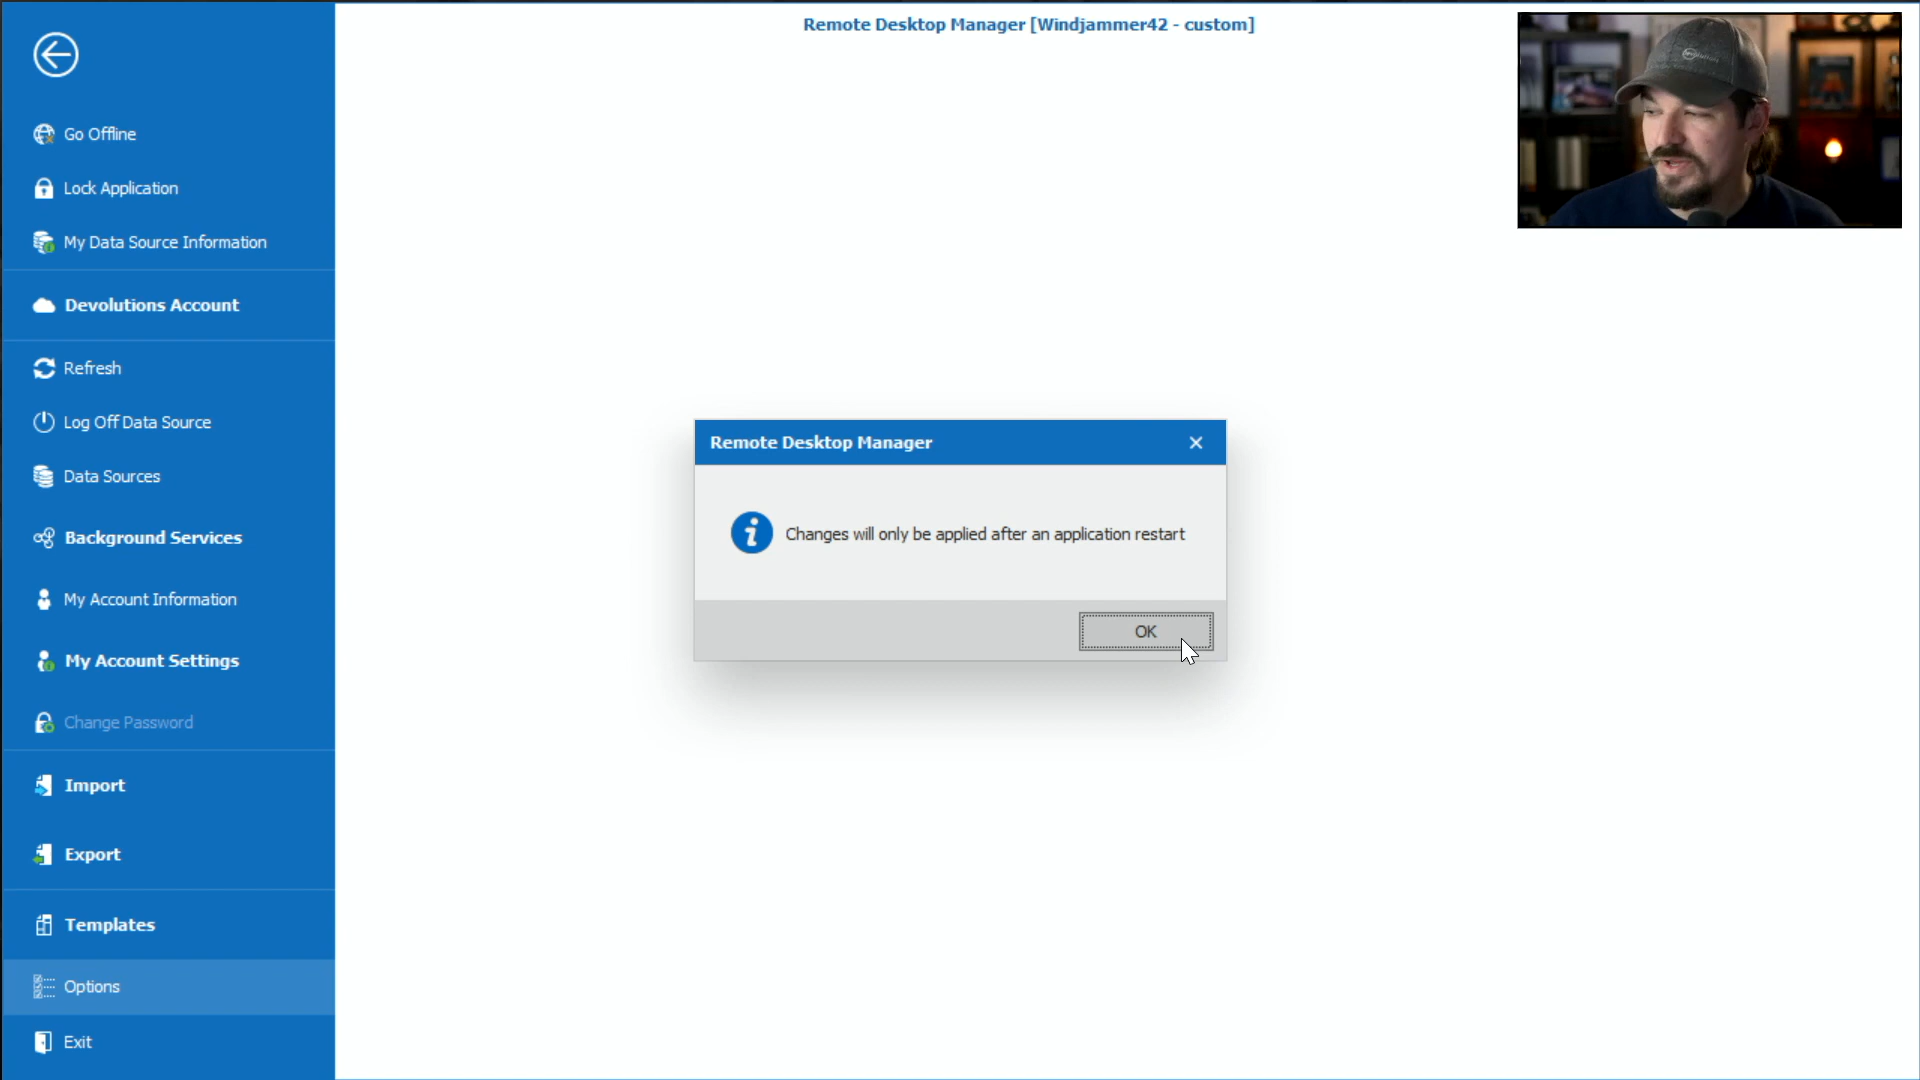 Remote Desktop Manager [Windjammer42 - custom]
Go Offline
Lock Application
My Data Source Information
Devolutions Account
Refresh
Log Off Data Source
Data Sources
Background Services
My Account Information
My Account Settings
Change Password
Import
Export
Templates
Options
Exit
Remote Desktop Manager
Changes will only be applied after an application restart
OK